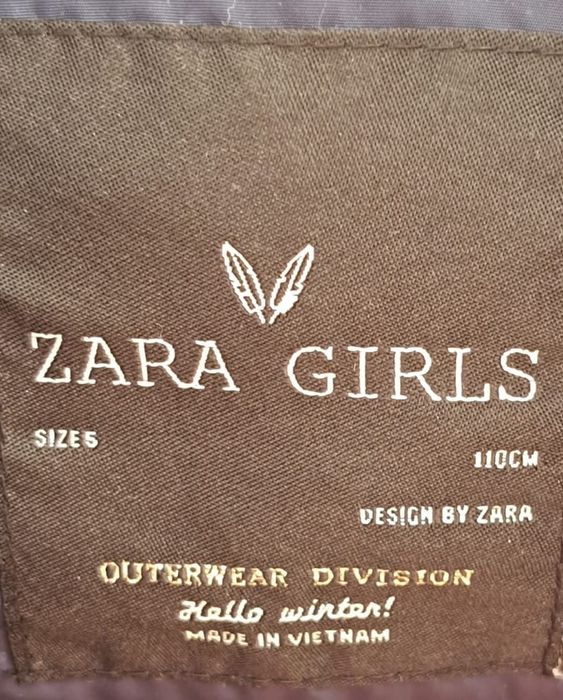 ZARA GIRLS
SIZE 5
110CM
DESIGN BY ZARA
OUTERWEAR DIVISION
Hello winter!
MADE IN VIETNAM